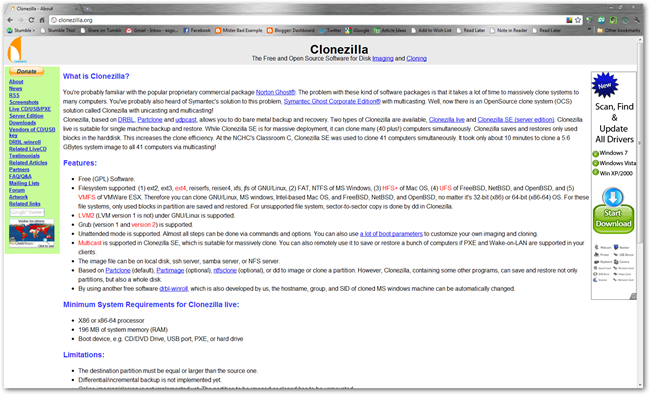 Clonezilla - About
clonezilla.org
Stumble
Stumble This!
Share on Tumblr
Gmail - Inbox - ezgo...
Facebook
Mister Bad Example
Blogger: Dashboard
Twitter
iGoogle
Article Ideas
Add to Wish List
Read Later
Note in Reader
Read Later
Other bookmarks
Clonezilla
The Free and Open Source Software for Disk Imaging and Cloning
Donate
About
News
RSS
Screenshots
Live CD/USB/PXE
Server Edition
Downloads
Vendors of CD/USB
key
DRBL-winroll
Related LiveCD
Testimonials
Related Articles
Partners
FAQ/Q&A
Mailing Lists
Forum
Artwork
Related links
What is Clonezilla?
You're probably familiar with the popular proprietary commercial package Norton Ghost®. The problem with these kind of software packages is that it takes a lot of time to massively clone systems to
many computers. You've probably also heard of Symantec's solution to this problem, Symantec Ghost Corporate Edition® with multicasting. Well, now there is an OpenSource clone system (OCS)
solution called Clonezilla with unicasting and multicasting!
Clonezilla, based on DRBL, Partclone and udpcast, allows you to do bare metal backup and recovery. Two types of Clonezilla are available, Clonezilla live and Clonezilla SE (server edition). Clonezilla
live is suitable for single machine backup and restore. While Clonezilla SE is for massive deployment, it can clone many (40 plus!) computers simultaneously. Clonezilla saves and restores only used
blocks in the harddisk. This increases the clone efficiency. At the NCHC's Classroom C, Clonezilla SE was used to clone 41 computers simultaneously. It took only about 10 minutes to clone a 5.6
GBytes system image to all 41 computers via multicasting!
Features:
Free (GPL) Software.
Filesystem supported: (1) ext2, ext3, ext4, reiserfs, reiser4, xfs, jfs of GNU/Linux, (2) FAT, NTFS of MS Windows, (3) HFS+ of Mac OS, (4) UFS of FreeBSD, NetBSD, and OpenBSD, and (5)
VMFS of VMWare ESX. Therefore you can clone GNU/Linux, MS windows, Intel-based Mac OS, and FreeBSD, NetBSD, and OpenBSD, no matter it's 32-bit (x86) or 64-bit (x86-64) OS. For these
file systems, only used blocks in partition are saved and restored. For unsupported file system, sector-to-sector copy is done by dd in Clonezilla.
LVM2 (LVM version 1 is not) under GNU/Linux is supported.
Grub (version 1 and version 2) is supported.
Unattended mode is supported. Almost all steps can be done via commands and options. You can also use a lot of boot parameters to customize your own imaging and cloning.
Multicast is supported in Clonezilla SE, which is suitable for massively clone. You can also remotely use it to save or restore a bunch of computers if PXE and Wake-on-LAN are supported in your
clients.
The image file can be on local disk, ssh server, samba server, or NFS server.
Based on Partclone (default), Partimage (optional), ntfsclone (optional), or dd to image or clone a partition. However, Clonezilla, containing some other programs, can save and restore not only
partitions, but also a whole disk.
By using another free software drbl-winroll, which is also developed by us, the hostname, group, and SID of cloned MS windows machine can be automatically changed.
Minimum System Requirements for Clonezilla live:
X86 or x86-64 processor
196 MB of system memory (RAM)
Boot device, e.g. CD/DVD Drive, USB port, PXE, or hard drive
Limitations:
The destination partition must be equal or larger than the source one.
Differential/incremental backup is not implemented yet.
New
Scan, Find
&
Update
All Drivers
Windows 7
Windows Vista
Win XP/2000
Start
Download